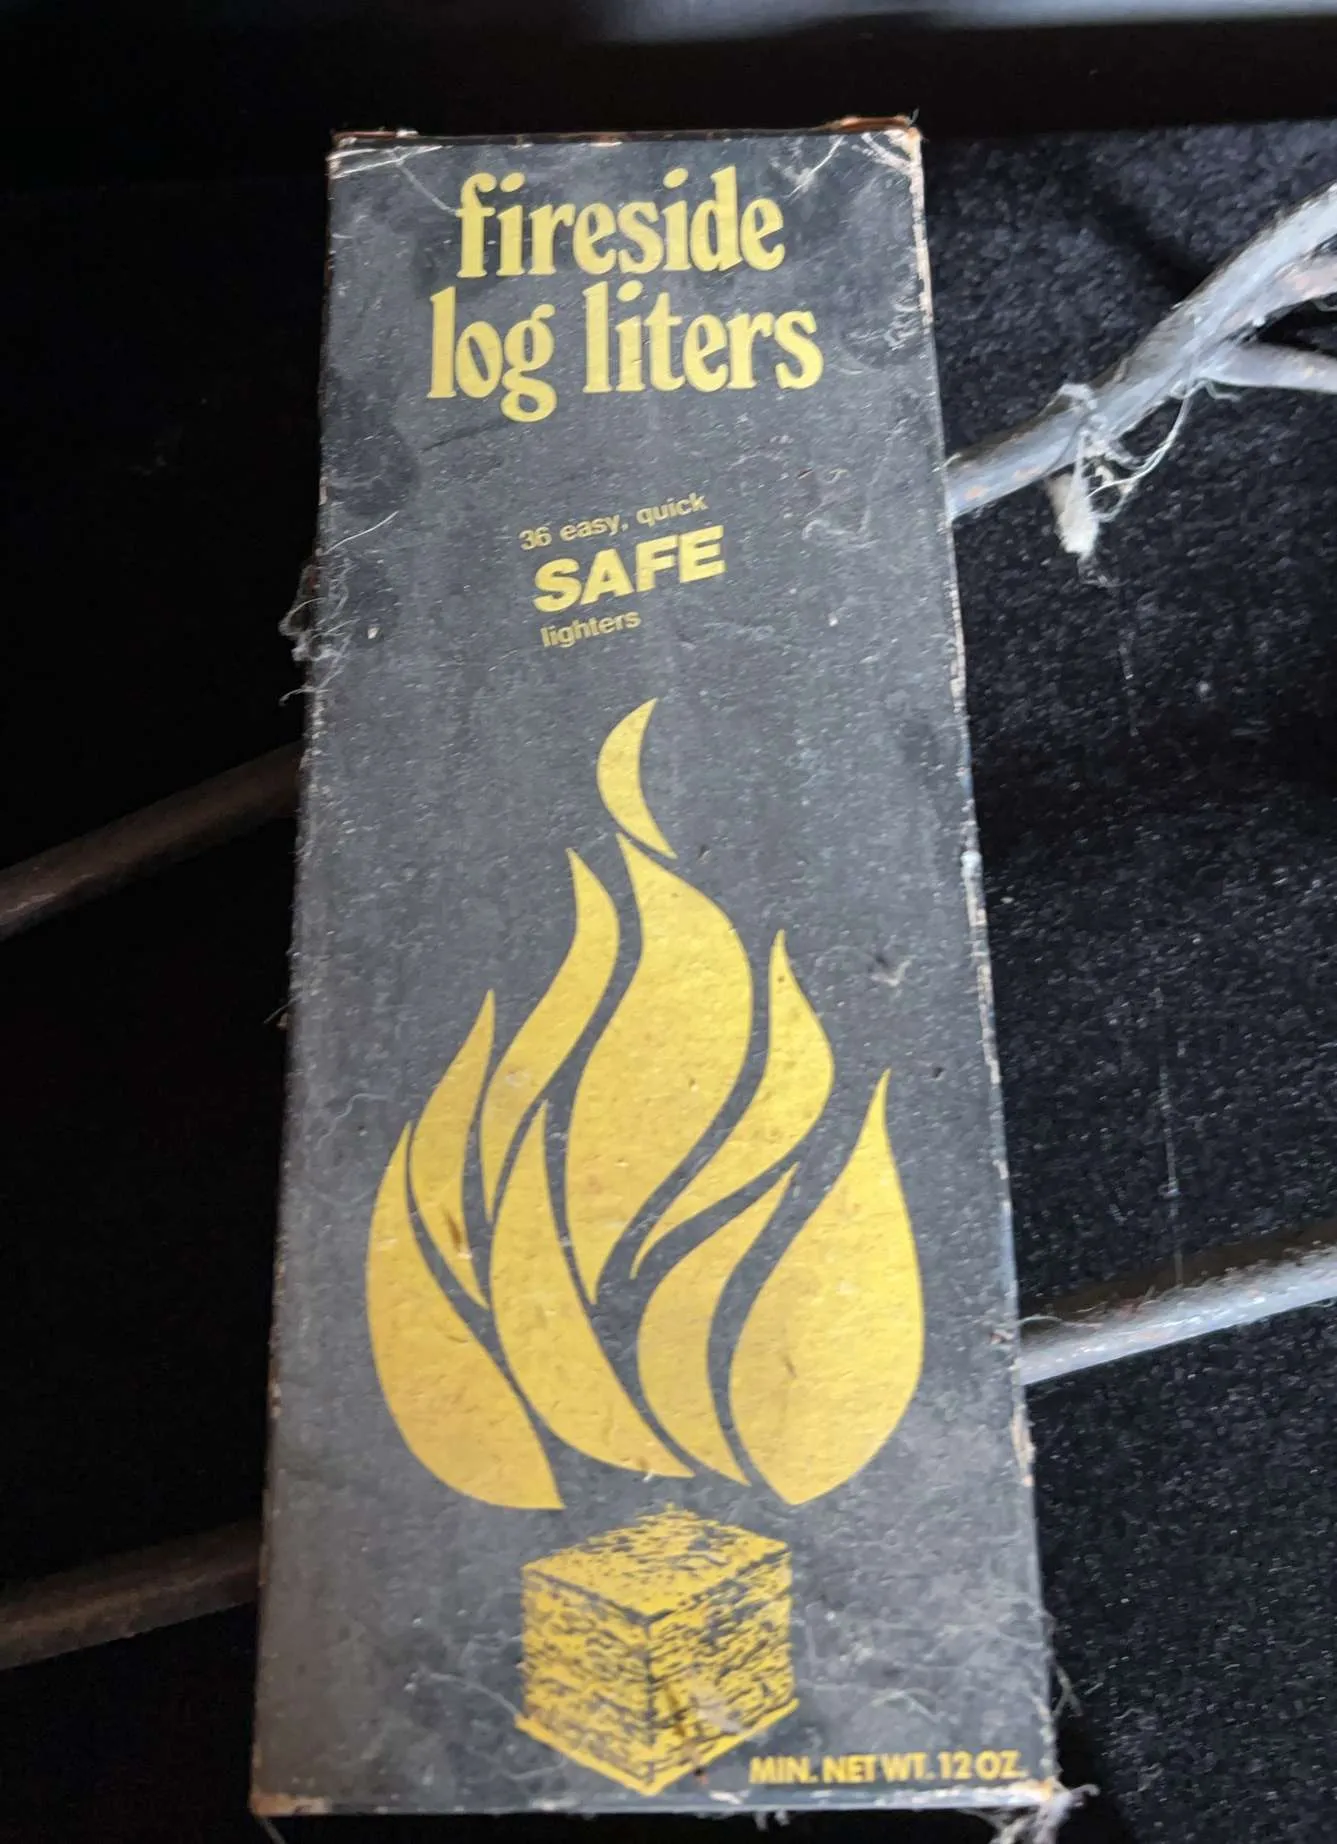 fireside
log liters
36 easy, quick
SAFE
lighters
MIN. NET WT. 12 OZ.